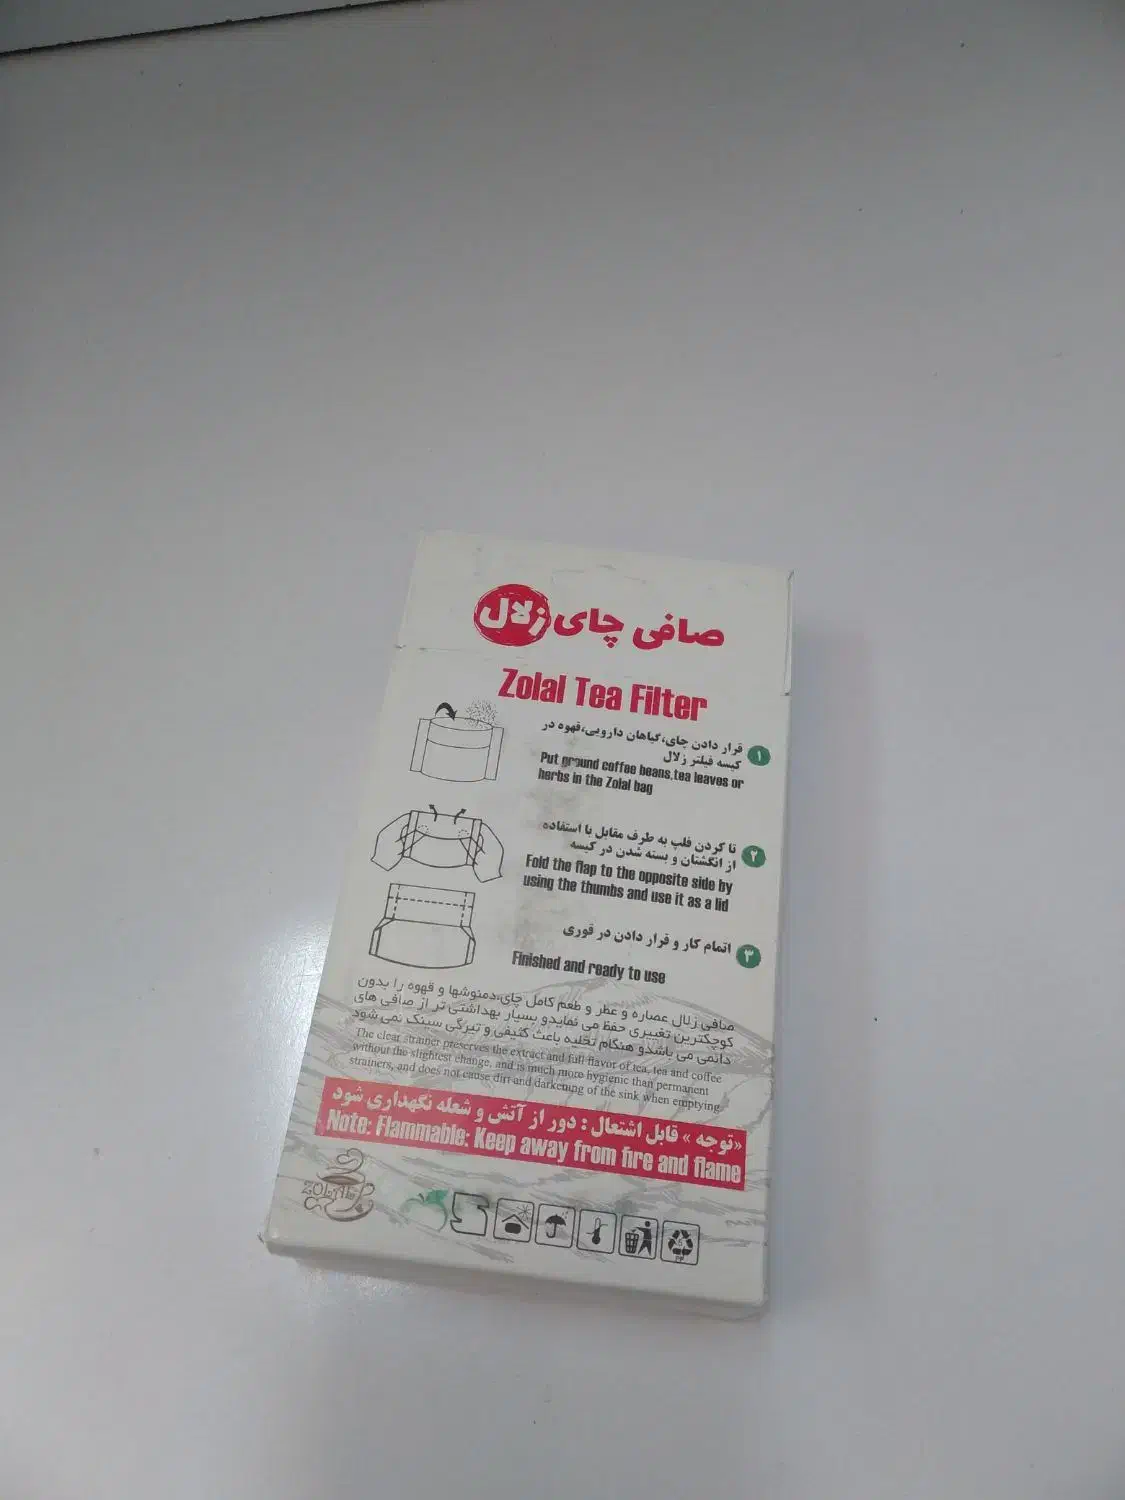 صافی چای زلال
Zolal Tea Filter
۱
قرار دادن چای،گیاهان دارویی،قهوه در
کیسه فیلتر زلال
Put ground coffee beans,tea leaves or
herbs in the Zolal bag
۲
تا کردن فلپ به طرف مقابل با استفاده
از انگشتان و بسته شدن در کیسه
Fold the flap to the opposite side by
using the thumbs and use it as a lid
۳
اتمام کار و قرار دادن در قوری
Finished and ready to use
صافی زلال عصاره و عطر و طعم کامل چای،دمنوشها و قهوه را بدون
کوچکترین تغییری حفظ می نمایدو بسیار بهداشتی تر از صافی های
دائمی می باشدو هنگام تخلیه باعث کثیفی و تیرگی سینک نمی شود
The clear strainer preserves the extract and full flavor of tea, tea and coffee
without the slightest change, and is much more hygienic than permanent
strainers, and does not cause dirt and darkening of the sink when emptying
«توجه » قابل اشتعال : دور از آتش و شعله نگهداری شود
Note: Flammable: Keep away from fire and flame
ZOLAL
5
PP